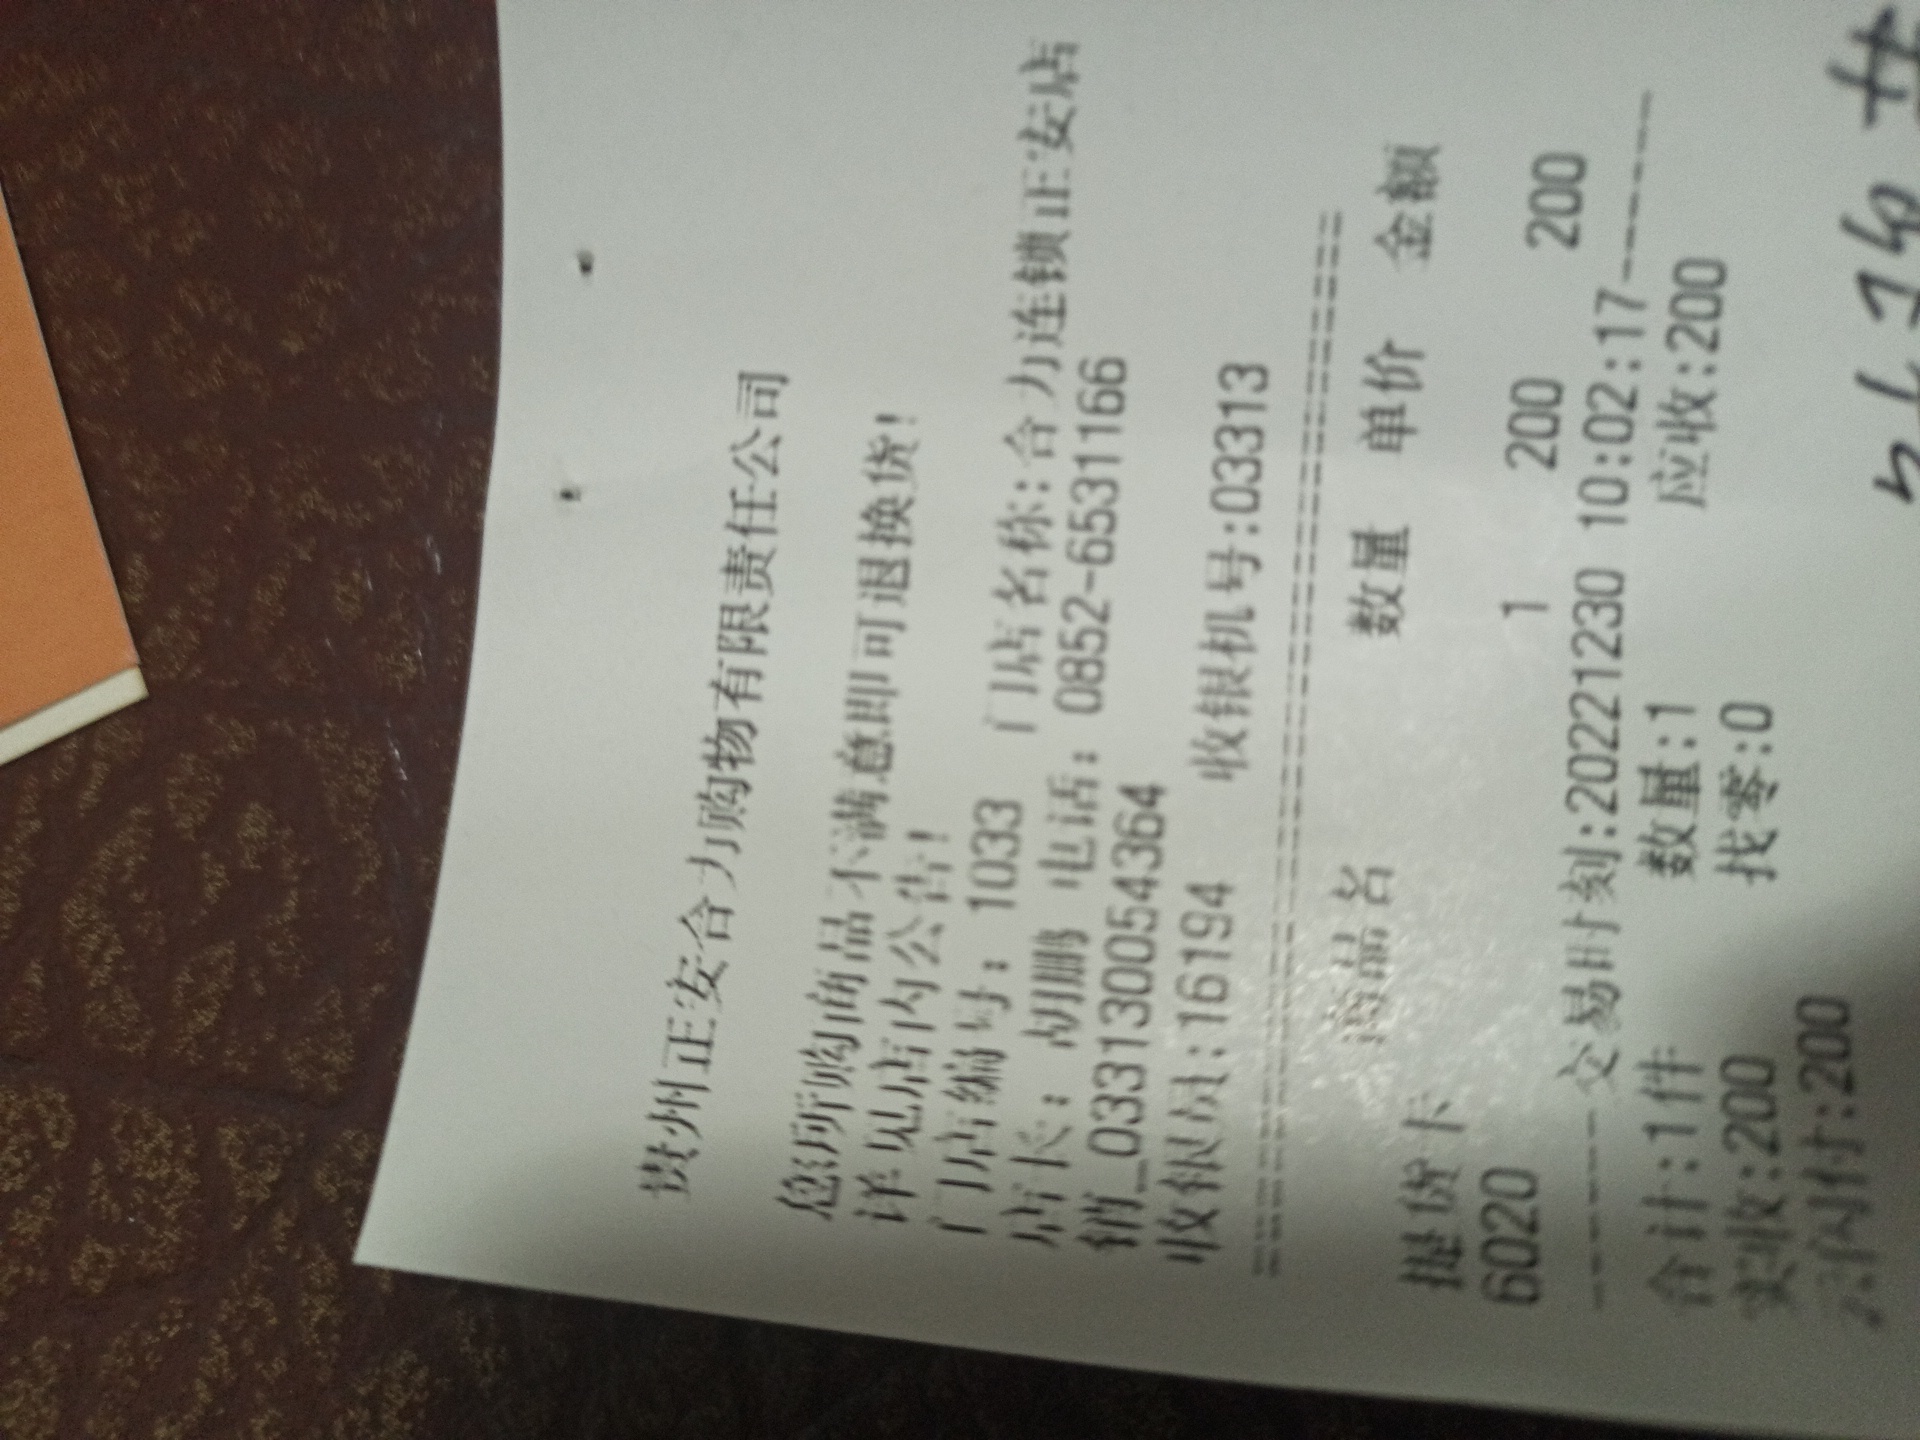 贵州正安合力购物有限责任公司
您所购商品不满意即可退换货!
详见店内公告!
门店编号: 1033 门店名称: 合力连锁正安店
店长: 胡鹏 电话: 0852-6531166
销_033130054364
收银员:16194 收银机号:03313
==============================
商品名 数量 单价 金额
提货卡
60020 1 200 200
-----交易时刻:20221230 10:02:17-------
合计:1件 数量:1 应收:200
实收:200 找零:0
云闪付:200